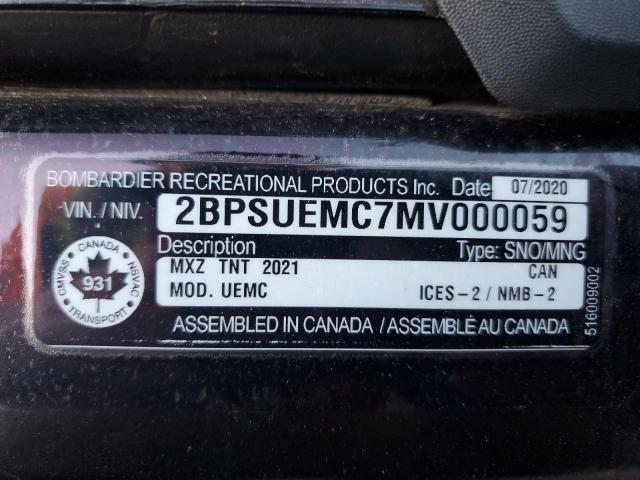 BOMBARDIER RECREATIONAL PRODUCTS Inc. Date: 07/2020
VIN. / NIV. 2BPSUEMC7MV000059
Description Type: SNO/MNG
MXZ TNT 2021 CAN
MOD. UEMC ICES-2 / NMB-2
ASSEMBLED IN CANADA / ASSEMBLÉ AU CANADA
CANADA
CMVSS 931 NSVAC
TRANSPORT
516009002